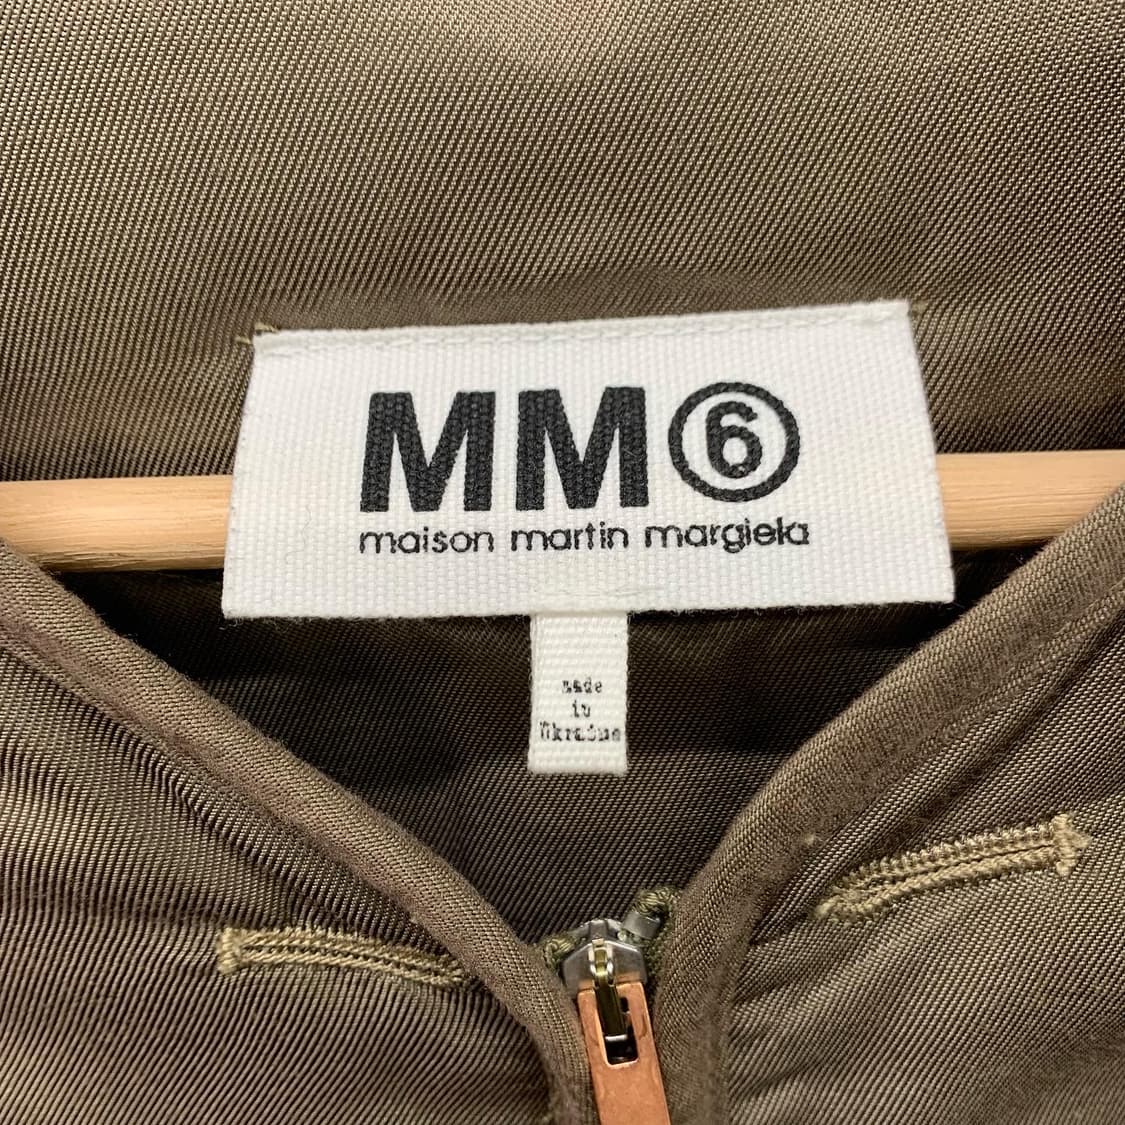 MM⑥
maison martin margiela
made
in
Ukraine